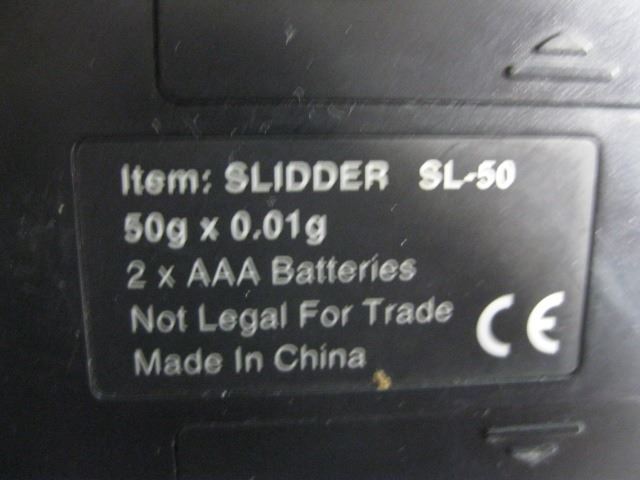 Item: SLIDDER SL-50
50g x 0.01g
2 x AAA Batteries
Not Legal For Trade
Made In China
CE